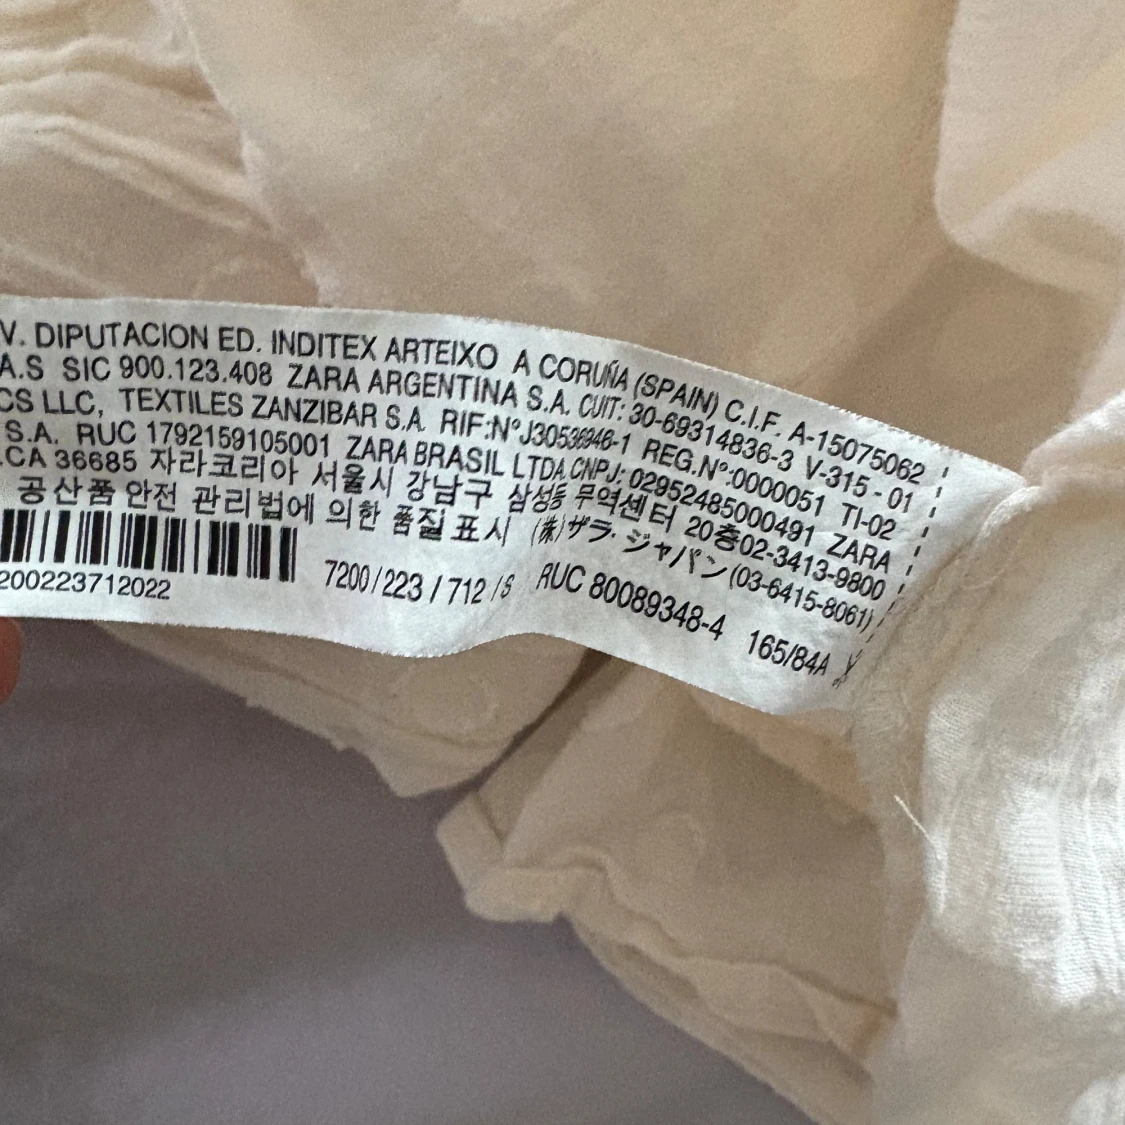 V. DIPUTACION ED. INDITEX ARTEIXO A CORUÑA (SPAIN) C.I.F. A-15075062
A.S SIC 900.123.408 ZARA ARGENTINA S.A. CUIT: 30-69314836-3 V-315 - 01
CS LLC, TEXTILES ZANZIBAR S.A. RIF:NºJ30536946-1 REG.Nº:0000051 TI-02
S.A. RUC 1792159105001 ZARA BRASIL LTDA CNPJ: 02952485000491 ZARA
.CA 36685 자라코리아 서울시 강남구 삼성동 무역센터 20층02-3413-9800
공산품안전 관리법에 의한 품질표시 (株)ザラ・ジャパン(03-6415-8061)
200223712022
7200/223/712/S RUC 80089348-4 165/84A